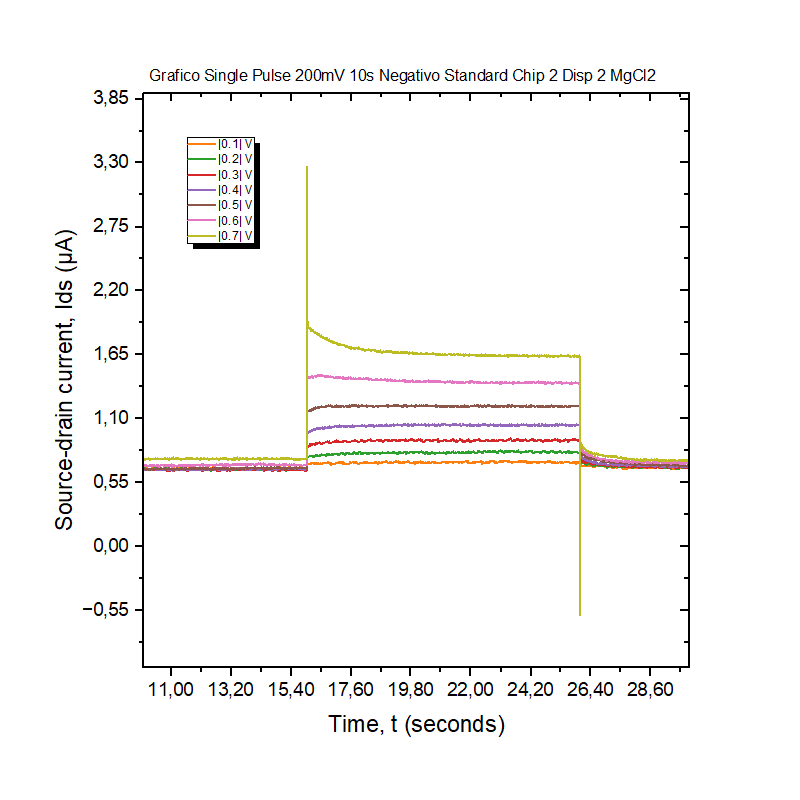 Grafico Single Pulse 200mV 10s Negativo Standard Chip 2 Disp 2 MgCl2
3,85
3,30
2,75
2,20
1,65
1,10
0,55
0,00
−0,55
|0.1| V
|0.2| V
|0.3| V
|0.4| V
|0.5| V
|0.6| V
|0.7| V
Source-drain current, Ids (µA)
11,00 13,20 15,40 17,60 19,80 22,00 24,20 26,40 28,60
Time, t (seconds)